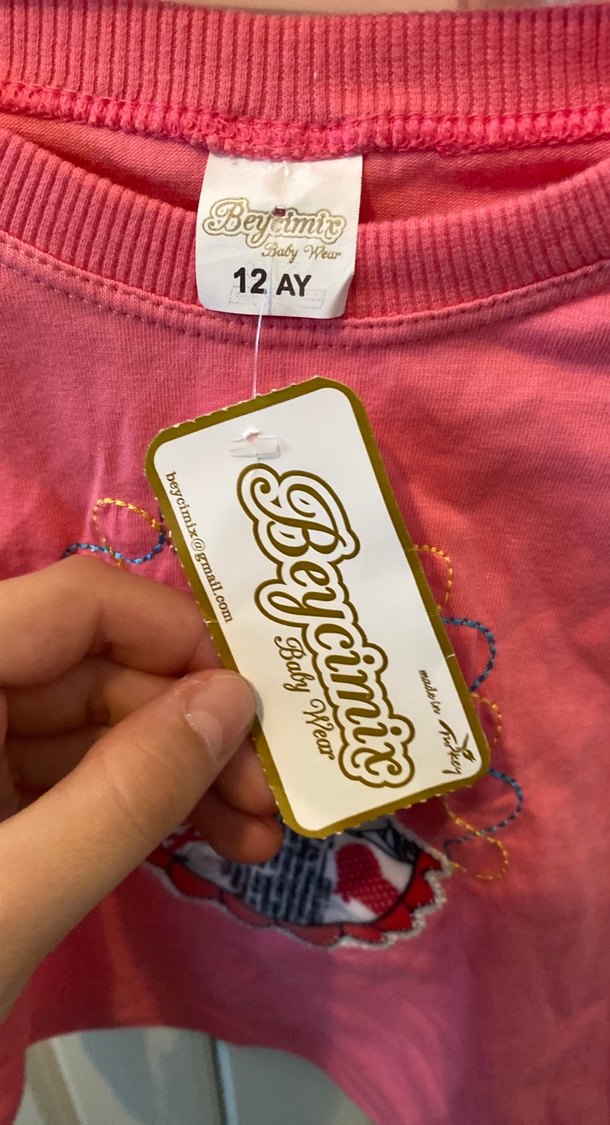 Beycimix
Baby Wear
12 AY
Beycimix
Baby Wear
beycimix@gmail.com
made in Turkey